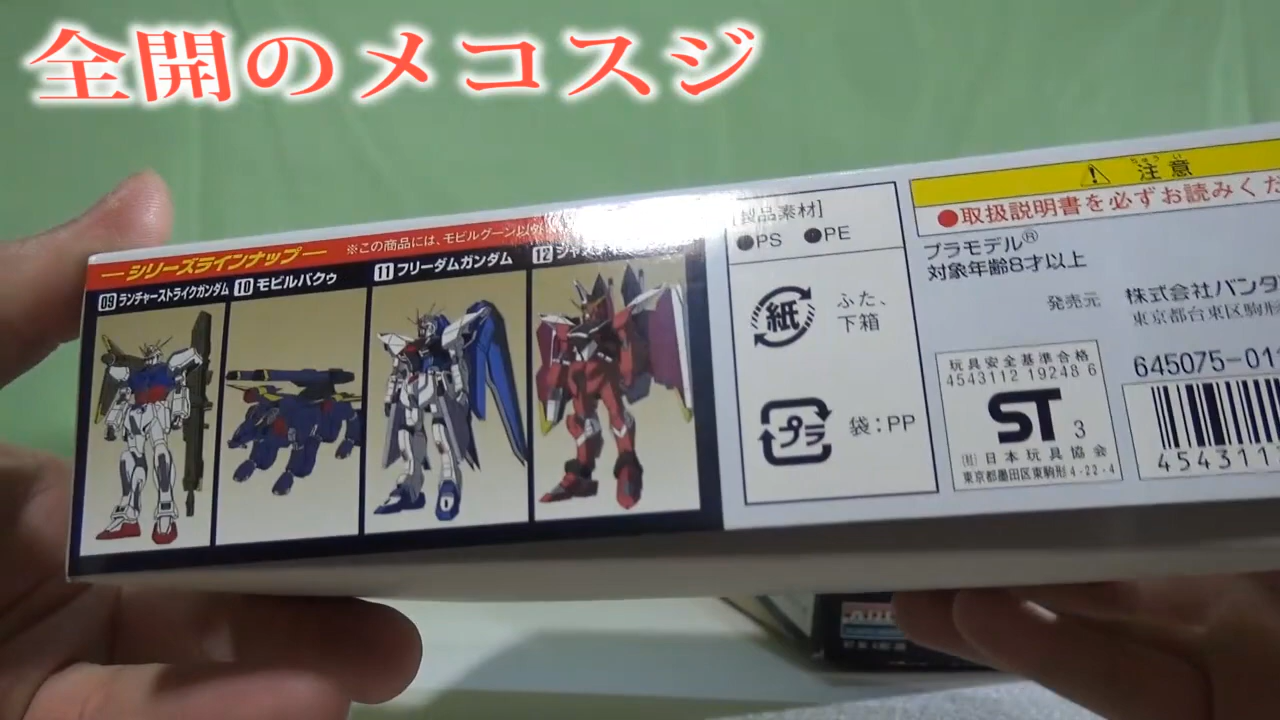 全開のメコスジ
シリーズラインナップ
※この商品には、モビルグーン以
09 ランチャーストライクガンダム
10 モビルバクゥ
11 フリーダムガンダム
12 ジャス
[製品素材]
●PS ●PE
紙
ふた、
下箱
プラ
袋:PP
ちゅうい
注意
●取扱説明書を必ずお読みくだ
プラモデル®
対象年齢8才以上
発売元
株式会社バンダ
東京都台東区駒形
645075-01
玩具安全基準合格
4543112 19248 6
ST 3
(社)日本玩具協会
東京都墨田区東駒形4-22-4
454311